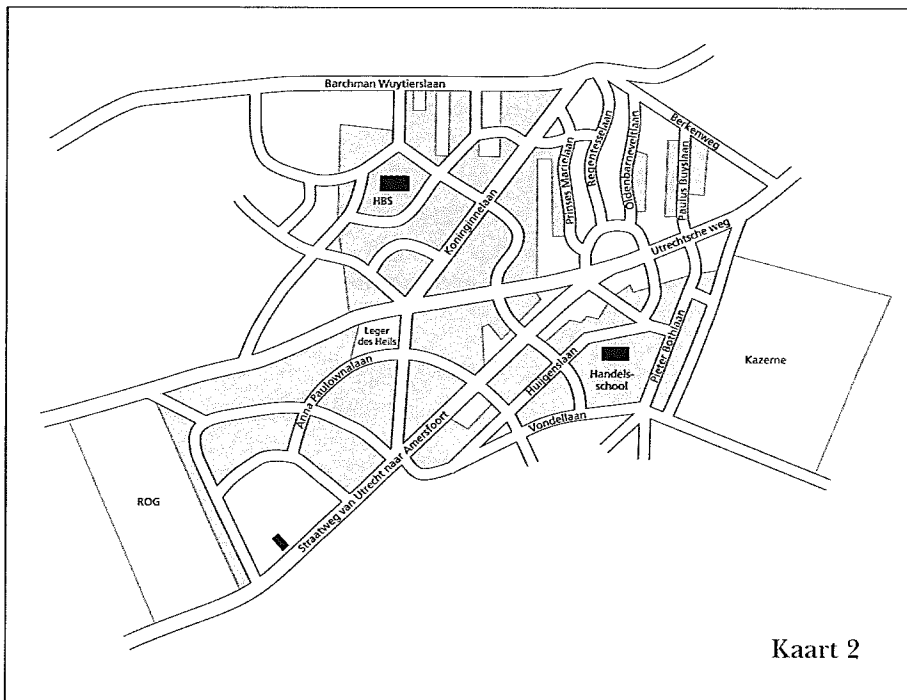 Barchman Wuytierslaan
Berkenweg
Prinses Marielaan
Regentesselaan
Oldenbarneveltlaan
Paulus Buyslaan
HBS
Koninginnelaan
Utrechtsche weg
Leger
des Heils
Anna Paulownalaan
Huijgenslaan
Handels-
school
Pieter Bothlaan
Kazerne
Vondellaan
Straatweg van Utrecht naar Amersfoort
ROG
Kaart 2